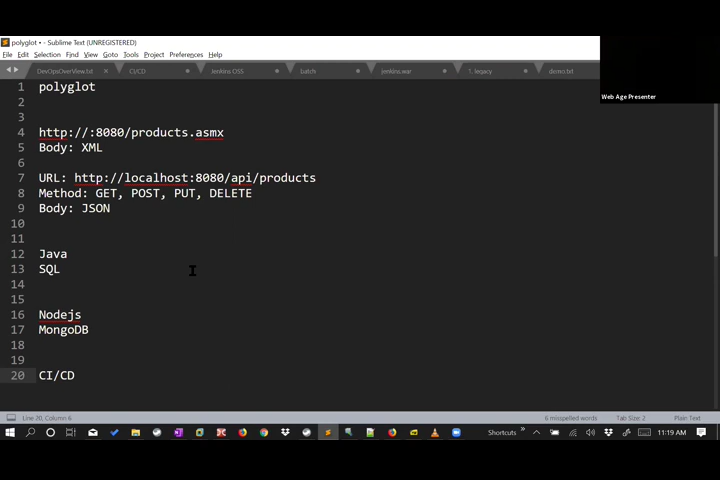 polyglot • - Sublime Text (UNREGISTERED)
File Edit Selection Find View Goto Tools Project Preferences Help
DevOpsOverView.txt × CI/CD Jenkins OSS batch jenkins.war 1. legacy demo.txt
Web Age Presenter
1 polyglot
2
3
4 http://:8080/products.asmx
5 Body: XML
6
7 URL: http://localhost:8080/api/products
8 Method: GET, POST, PUT, DELETE
9 Body: JSON
10
11
12 Java
13 SQL
14
15
16 Nodejs
17 MongoDB
18
19
20 CI/CD
Line 20, Column 6 6 misspelled words Tab Size 2 Plain Text
Shortcuts 11:19 AM